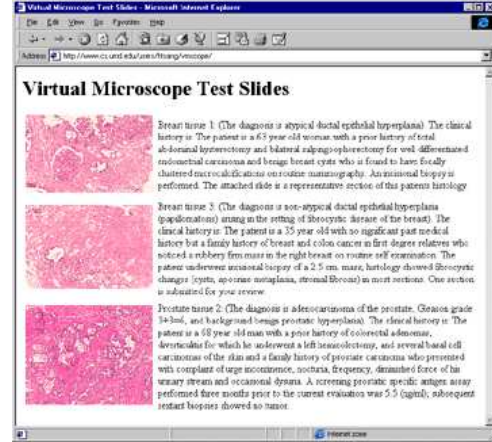 Virtual Microscope Test Slides - Microsoft Internet Explorer
File Edit View Go Favorites Help
Address http://www.cs.umd.edu/users/hтsang/vmscope/
Virtual Microscope Test Slides
Breast tissue 1: (The diagnosis is atypical ductal epithelial hyperplasia). The clinical
history is: The patient is a 63 year old woman with a prior history of total
abdominal hysterectomy and bilateral salpingoophorectomy for well differentiated
endometrial carcinoma and benign breast cysts who is found to have focally
clustered microcalcifications on routine mammography. An incisional biopsy is
performed. The attached slide is a representative section of this patients histology
Breast tissue 3: (The diagnosis is non-atypical ductal epithelial hyperplasia
(papillomatosis) arising in the setting of fibrocystic disease of the breast). The
clinical history is: The patient is a 35 year old with no significant past medical
history but a family history of breast and colon cancer in first degree relatives who
noticed a rubbery firm mass in the right breast on routine self examination. The
patient underwent incisional biopsy of a 2.5 cm. mass, histology showed fibrocystic
changes (cysts, apocrine metaplasia, stromal fibrosis) in most sections. One section
is submitted for your review.
Prostate tissue 2: (The diagnosis is adenocarcinoma of the prostate, Gleason grade
3+3=6, and background benign prostatic hyperplasia). The clinical history is: The
patient is a 68 year old man with a prior history of colorectal adenomas,
diverticulitis for which he underwent a left hemicolectomy, and several basal cell
carcinomas of the skin and a family history of prostate carcinoma who presented
with complaint of urge incontinence, nocturia, frequency, diminished force of his
urinary stream and occasional dysuria. A screening prostatic specific antigen assay
performed three months prior to the current evaluation was 5.5 (ng/ml); subsequent
sextant biopsies showed no tumor.
Internet zone